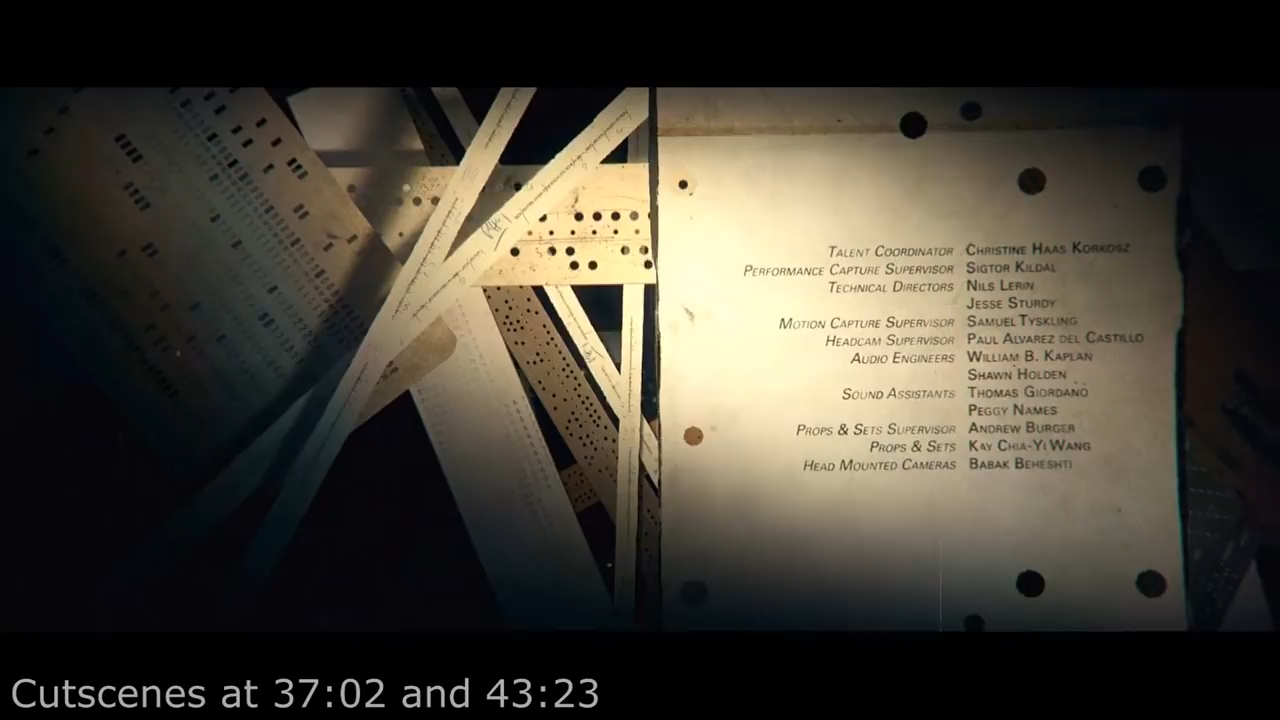 TALENT COORDINATOR CHRISTINE HAAS KORKOSZ
PERFORMANCE CAPTURE SUPERVISOR SIGTOR KILDAL
TECHNICAL DIRECTORS NILS LERIN
JESSE STURDY
MOTION CAPTURE SUPERVISOR SAMUEL TYSKLING
HEADCAM SUPERVISOR PAUL ALVAREZ DEL CASTILLO
AUDIO ENGINEERS WILLIAM B. KAPLAN
SHAWN HOLDEN
SOUND ASSISTANTS THOMAS GIORDANO
PEGGY NAMES
PROPS & SETS SUPERVISOR ANDREW BURGER
PROPS & SETS KAY CHIA-YI WANG
HEAD MOUNTED CAMERAS BABAK BEHESHTI
Cutscenes at 37:02 and 43:23